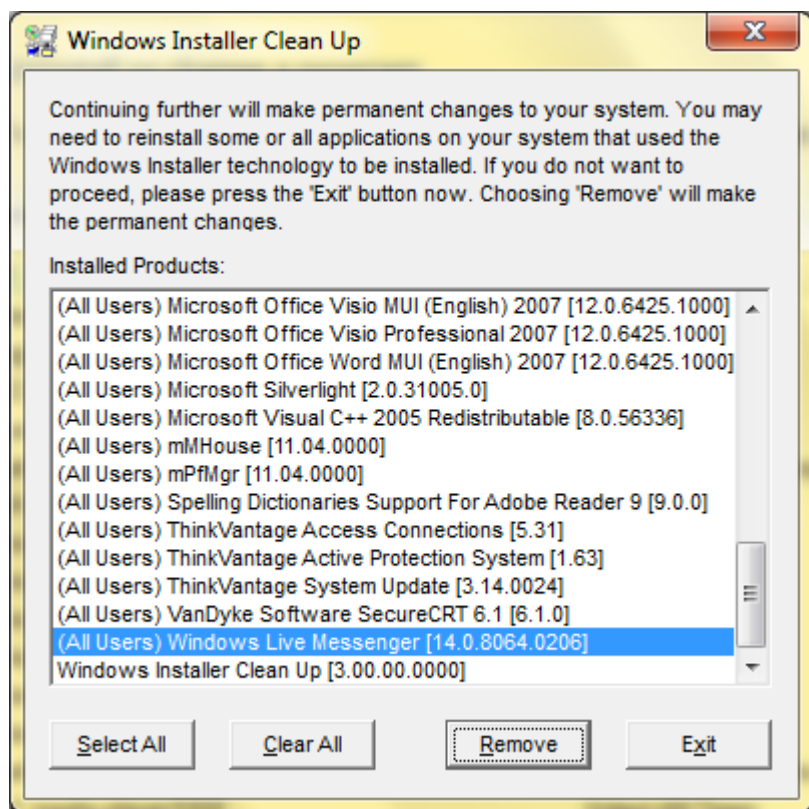 Windows Installer Clean Up
Continuing further will make permanent changes to your system. You may
need to reinstall some or all applications on your system that used the
Windows Installer technology to be installed. If you do not want to
proceed, please press the 'Exit' button now. Choosing 'Remove' will make
the permanent changes.
Installed Products:
(All Users) Microsoft Office Visio MUI (English) 2007 [12.0.6425.1000]
(All Users) Microsoft Office Visio Professional 2007 [12.0.6425.1000]
(All Users) Microsoft Office Word MUI (English) 2007 [12.0.6425.1000]
(All Users) Microsoft Silverlight [2.0.31005.0]
(All Users) Microsoft Visual C++ 2005 Redistributable [8.0.56336]
(All Users) mMHouse [11.04.0000]
(All Users) mPfMgr [11.04.0000]
(All Users) Spelling Dictionaries Support For Adobe Reader 9 [9.0.0]
(All Users) ThinkVantage Access Connections [5.31]
(All Users) ThinkVantage Active Protection System [1.63]
(All Users) ThinkVantage System Update [3.14.0024]
(All Users) VanDyke Software SecureCRT 6.1 [6.1.0]
(All Users) Windows Live Messenger [14.0.8064.0206]
Windows Installer Clean Up [3.00.00.0000]
Select All Clear All Remove Exit